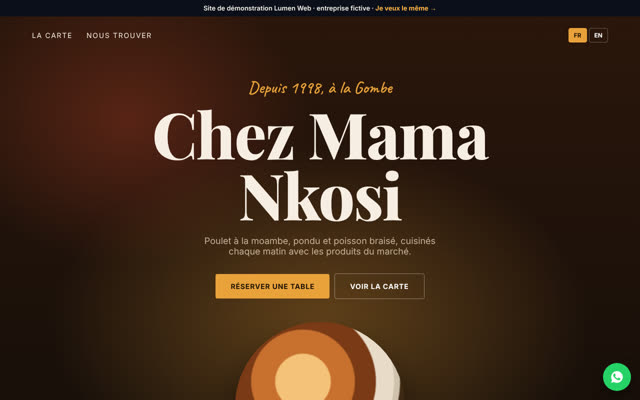 Site de démonstration Lumen Web · entreprise fictive · Je veux le même →
LA CARTE
NOUS TROUVER
FR
EN
Depuis 1998, à la Gombe
Chez Mama
Nkosi
Poulet à la moambe, pondu et poisson braisé, cuisinés
chaque matin avec les produits du marché.
RÉSERVER UNE TABLE
VOIR LA CARTE